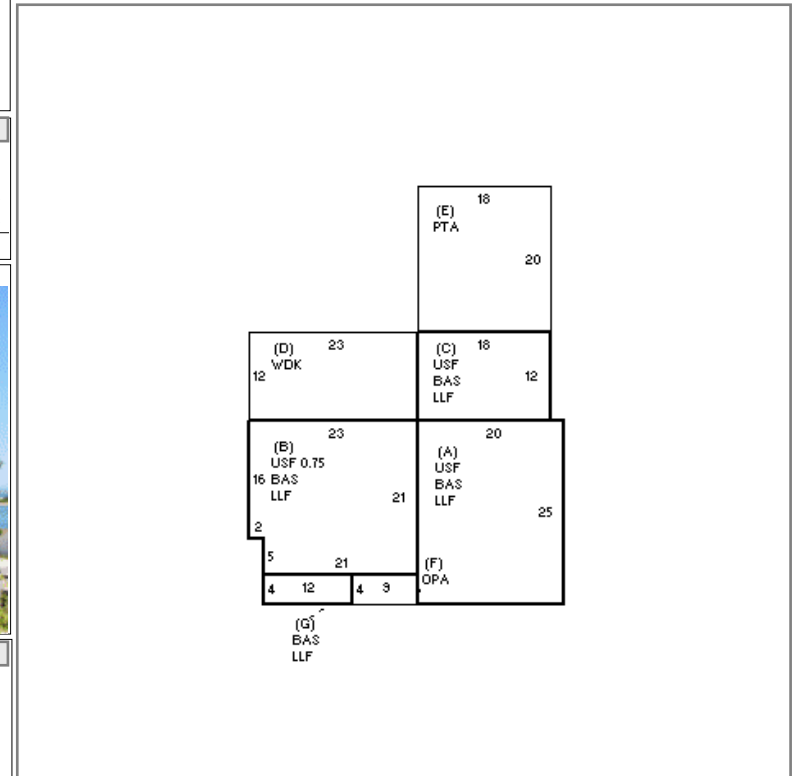 18
(E)
PTA
20
(D)
23
WDK
12
(C)
18
USF
BAS
12
LLF
23
(B)
USF 0.75
16 BAS
LLF
21
2
5
21
20
(A)
USF
BAS
LLF
25
(F)
OPA
4
12
4
9
(G)
BAS
LLF